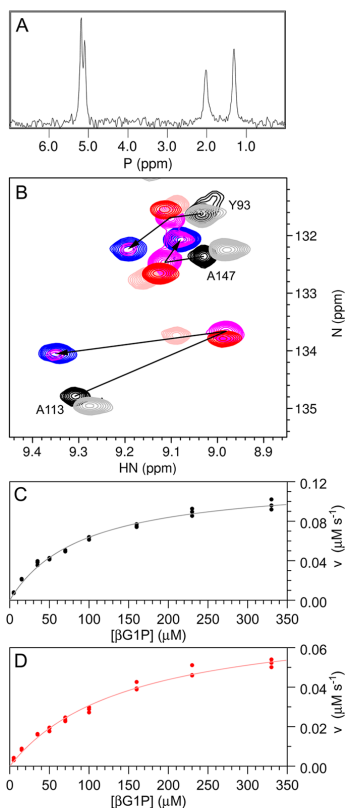 A
6.0 5.0 4.0 3.0 2.0 1.0
P (ppm)
B
Y93
A147
A113
132
133
134
135
N (ppm)
9.4 9.3 9.2 9.1 9.0 8.9
HN (ppm)
C
0.12
0.08
0.04
0.00
v (μM s-1)
0 50 100 150 200 250 300 350
[βG1P] (μM)
D
0.06
0.04
0.02
0.00
v (μM s-1)
0 50 100 150 200 250 300 350
[βG1P] (μM)